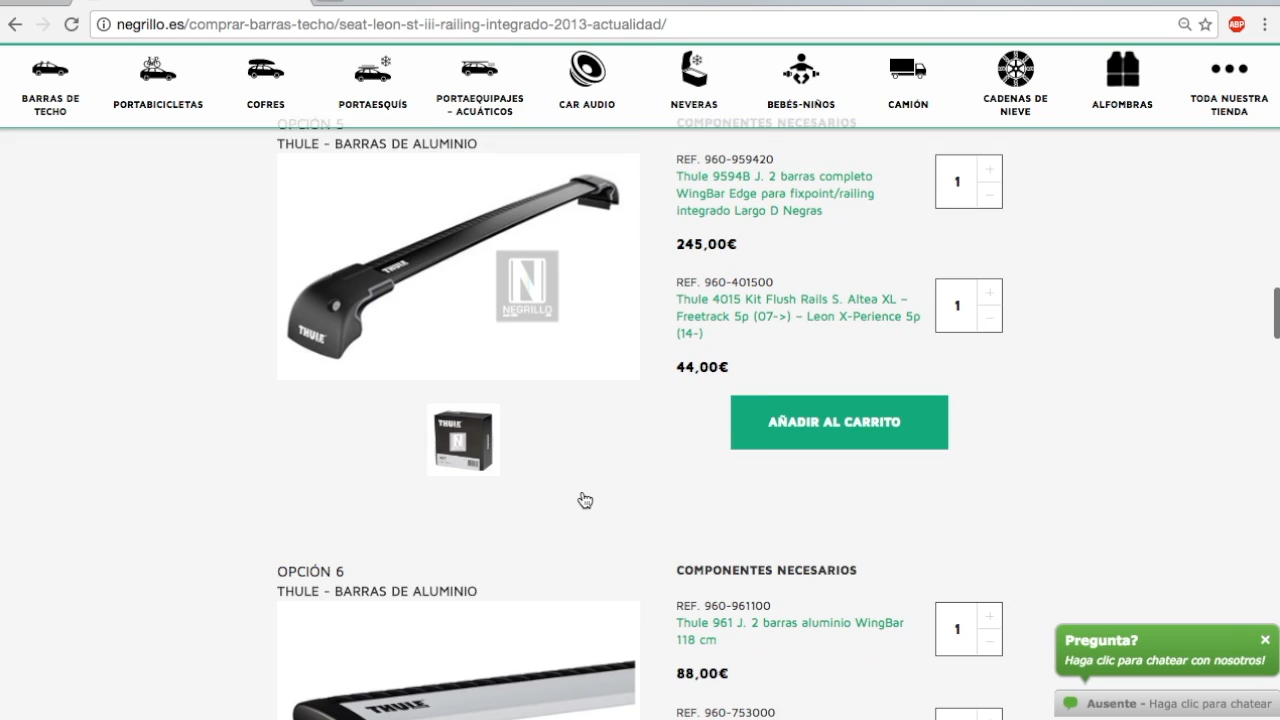 negrillo.es/comprar-barras-techo/seat-leon-st-iii-railing-integrado-2013-actualidad/
ABP
BARRAS DE
TECHO
PORTABICICLETAS
COFRES
PORTAESQUÍS
PORTAEQUIPAJES
– ACUÁTICOS
CAR AUDIO
NEVERAS
BEBÉS-NIÑOS
CAMIÓN
CADENAS DE
NIEVE
ALFOMBRAS
TODA NUESTRA
TIENDA
OPCIÓN 5
THULE - BARRAS DE ALUMINIO
THULE
THULE
N
NEGRILLO
THULE
N
COMPONENTES NECESARIOS
REF. 960-959420
Thule 9594B J. 2 barras completo
WingBar Edge para fixpoint/railing
integrado Largo D Negras
1
245,00€
REF. 960-401500
Thule 4015 Kit Flush Rails S. Altea XL –
Freetrack 5p (07->) – Leon X-Perience 5p
(14-)
1
44,00€
AÑADIR AL CARRITO
OPCIÓN 6
THULE - BARRAS DE ALUMINIO
THULE
COMPONENTES NECESARIOS
REF. 960-961100
Thule 961 J. 2 barras aluminio WingBar
118 cm
1
88,00€
REF. 960-753000
Pregunta?
Haga clic para chatear con nosotros!
Ausente - Haga clic para chatear